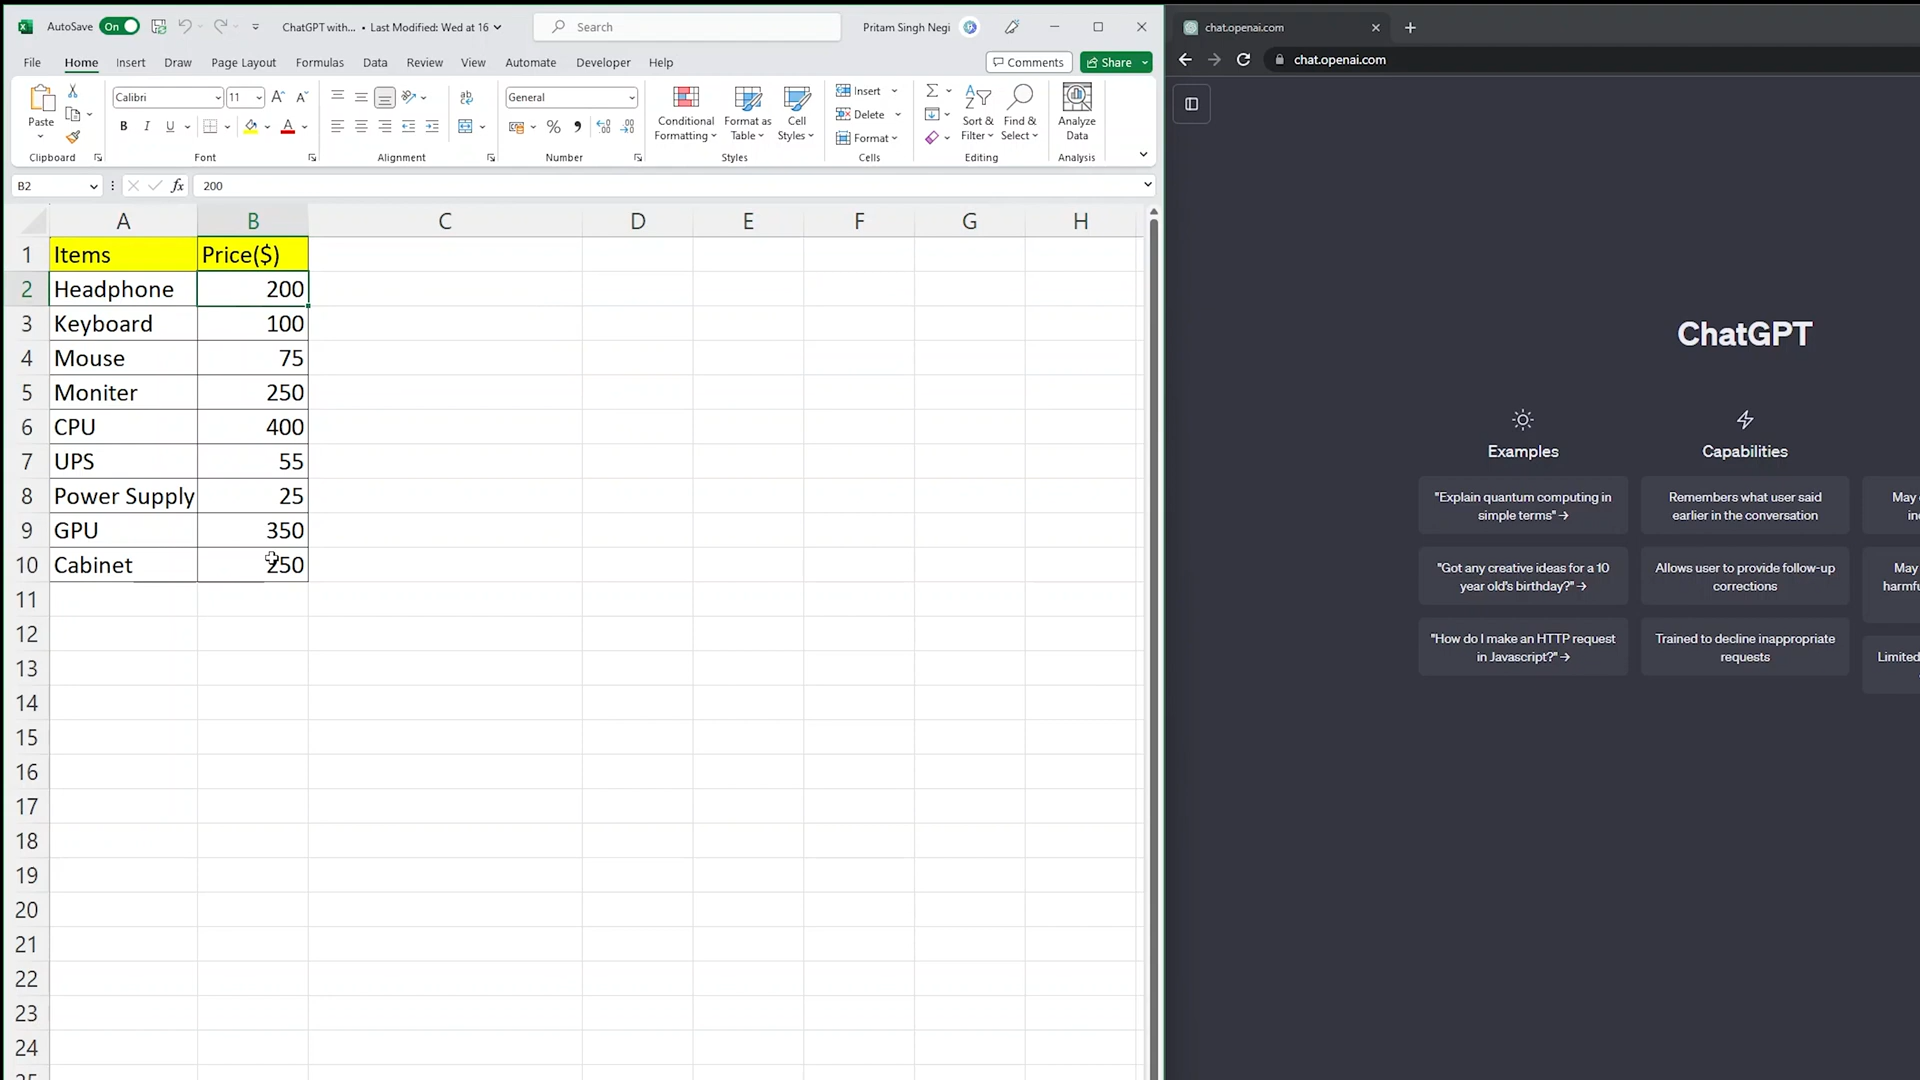 AutoSave On ChatGPT with... • Last Modified: Wed at 16 Search Pritam Singh Negi
File Home Insert Draw Page Layout Formulas Data Review View Automate Developer Help Comments Share
Paste
Calibri 11
General
B I U
Conditional Formatting
Format as Table
Cell Styles
Insert
Delete
Format
Sort & Filter
Find & Select
Analyze Data
Clipboard Font Alignment Number Styles Cells Editing Analysis
B2 fx 200
A B C D E F G H
1 Items Price($)
2 Headphone 200
3 Keyboard 100
4 Mouse 75
5 Moniter 250
6 CPU 400
7 UPS 55
8 Power Supply 25
9 GPU 350
10 Cabinet 250
11
12
13
14
15
16
17
18
19
20
21
22
23
24
25
chat.openai.com
chat.openai.com
ChatGPT
Examples
"Explain quantum computing in
simple terms" →
"Got any creative ideas for a 10
year old's birthday?" →
"How do I make an HTTP request
in Javascript?" →
Capabilities
Remembers what user said
earlier in the conversation
Allows user to provide follow-up
corrections
Trained to decline inappropriate
requests
May
May
harmfu
Limited